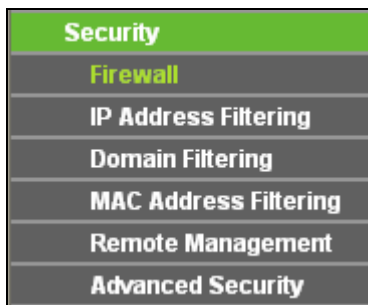 Security
Firewall
IP Address Filtering
Domain Filtering
MAC Address Filtering
Remote Management
Advanced Security